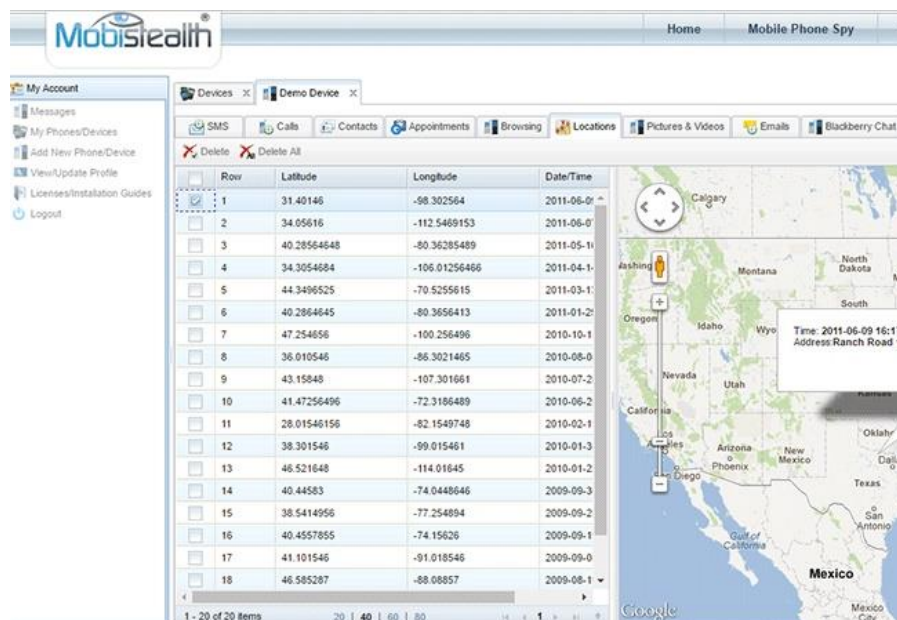 Mobistealth®
Home Mobile Phone Spy
My Account
Messages
My Phones/Devices
Add New Phone/Device
View/Update Profile
Licenses/Installation Guides
Logout
Devices X Demo Device X
SMS Calls Contacts Appointments Browsing Locations Pictures & Videos Emails Blackberry Chat
Delete Delete All
Row Latitude Longitude Date/Time
1 31.40146 -98.302564 2011-06-0
2 34.05616 -112.5469153 2011-06-0
3 40.28564648 -80.36285489 2011-05-1
4 34.3054684 -106.01256466 2011-04-1
5 44.3496525 -70.5255615 2011-03-1
6 40.2864645 -80.3656413 2011-01-2
7 47.254656 -100.256496 2010-10-1
8 36.010546 -86.3021465 2010-08-0
9 43.15848 -107.301661 2010-07-2
10 41.47256496 -72.3186489 2010-06-2
11 28.01546156 -82.1549748 2010-02-1
12 38.301546 -99.015461 2010-01-3
13 46.521648 -114.01645 2010-01-2
14 40.44583 -74.0448646 2009-09-3
15 38.5414956 -77.254894 2009-09-2
16 40.4557855 -74.15626 2009-09-1
17 41.101546 -91.018546 2009-09-0
18 46.585287 -88.08857 2009-08-1
1 - 20 of 20 items 20 | 40 | 60 | 80 1
Calgary
Washing
Montana
North
Dakota
South
Oregon
Idaho
Wyo
Time: 2011-06-09 16:1
Address:Ranch Road
Nevada
Utah
Kansas
California
Los
Angeles
Oklah
Arizona
New
Mexico
Phoenix
Dall
San Diego
Texas
San
Antonio
Gulf of
California
Mexico
Mexico
City
Google